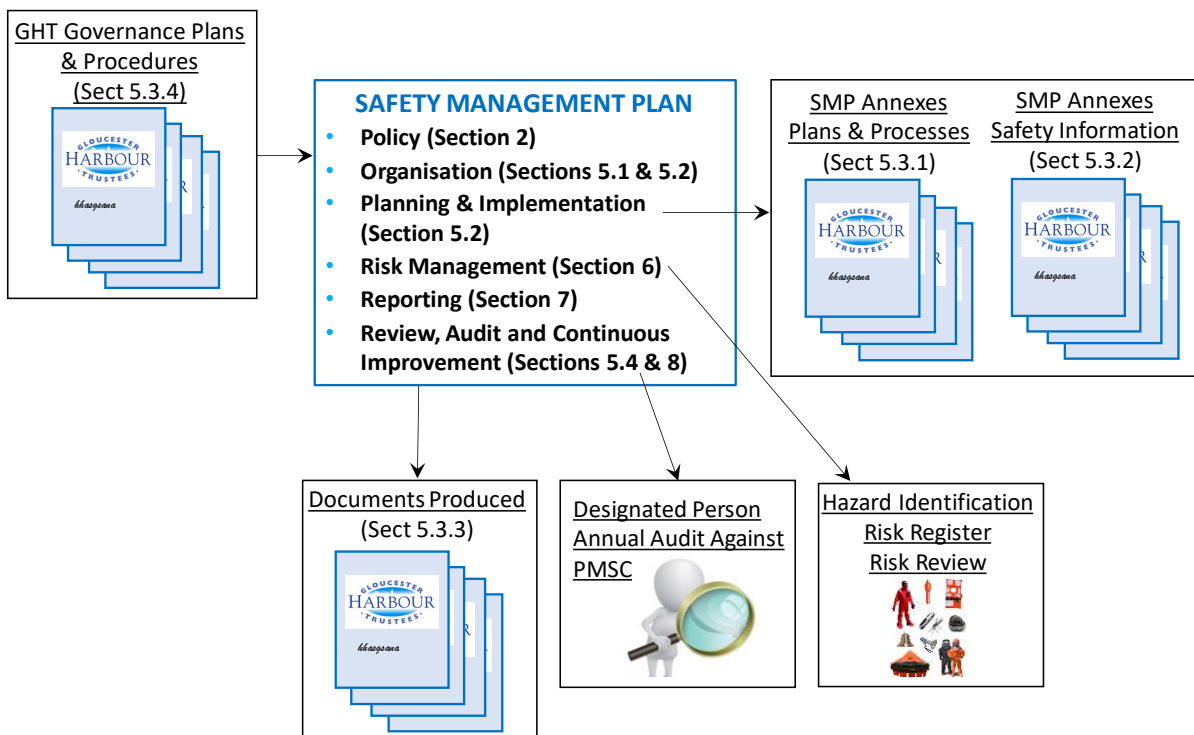 GHT Governance Plans
& Procedures
(Sect 5.3.4)
GLOUCESTER
HARBOUR
· TRUSTEES ·
hhasgsana
SAFETY MANAGEMENT PLAN
• Policy (Section 2)
• Organisation (Sections 5.1 & 5.2)
• Planning & Implementation
(Section 5.2)
• Risk Management (Section 6)
• Reporting (Section 7)
• Review, Audit and Continuous
Improvement (Sections 5.4 & 8)
SMP Annexes
Plans & Processes
(Sect 5.3.1)
GLOUCESTER
HARBOUR
· TRUSTEES ·
hhasgsana
SMP Annexes
Safety Information
(Sect 5.3.2)
GLOUCESTER
HARBOUR
· TRUSTEES ·
hhasgsana
Documents Produced
(Sect 5.3.3)
GLOUCESTER
HARBOUR
· TRUSTEES ·
hhasgsana
Designated Person
Annual Audit Against
PMSC
Hazard Identification
Risk Register
Risk Review